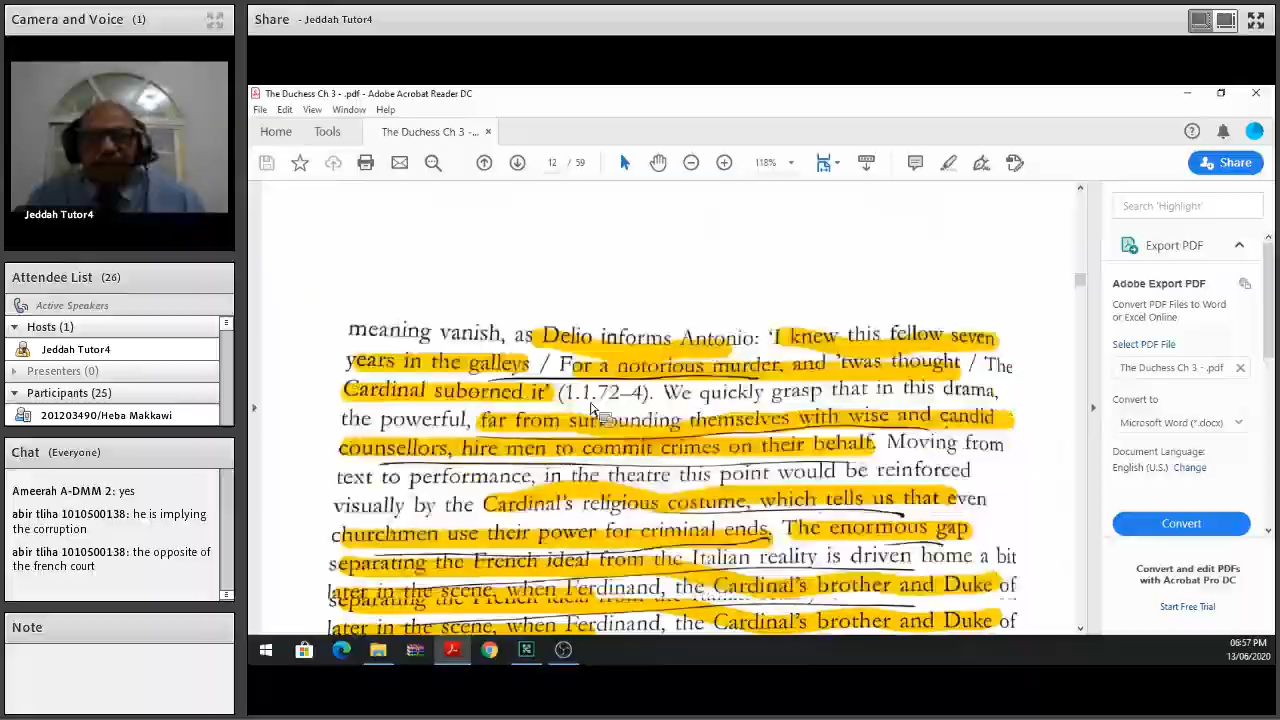 Camera and Voice (1)
Jeddah Tutor4
Attendee List (26)
Active Speakers
Hosts (1)
Jeddah Tutor4
Presenters (0)
Participants (25)
201203490/Heba Makkawi
Chat (Everyone)
Ameerah A-DMM 2: yes
abir tliha 1010500138: he is implying
the corruption
abir tliha 1010500138: the opposite of
the french court
Note
Share - Jeddah Tutor4
The Duchess Ch 3 - .pdf - Adobe Acrobat Reader DC
File Edit View Window Help
Home Tools The Duchess Ch 3 -... ×
12 / 59 118%
Share
meaning vanish, as Delio informs Antonio: 'I knew this fellow seven
years in the galleys / For a notorious murder, and 'twas thought / The
Cardinal suborned it' (1.1.72–4). We quickly grasp that in this drama,
the powerful, far from surrounding themselves with wise and candid
counsellors, hire men to commit crimes on their behalf. Moving from
text to performance, in the theatre this point would be reinforced
visually by the Cardinal's religious costume, which tells us that even
churchmen use their power for criminal ends. The enormous gap
separating the French ideal from the Italian reality is driven home a bit
later in the scene, when Ferdinand, the Cardinal's brother and Duke of
later in the scene, when Ferdinand, the Cardinal's brother and Duke of
Search 'Highlight'
Export PDF
Adobe Export PDF
Convert PDF Files to Word
or Excel Online
Select PDF File
The Duchess Ch 3 - .pdf
Convert to
Microsoft Word (*.docx)
Document Language:
English (U.S.) Change
Convert
Convert and edit PDFs
with Acrobat Pro DC
Start Free Trial
06:57 PM
13/06/2020